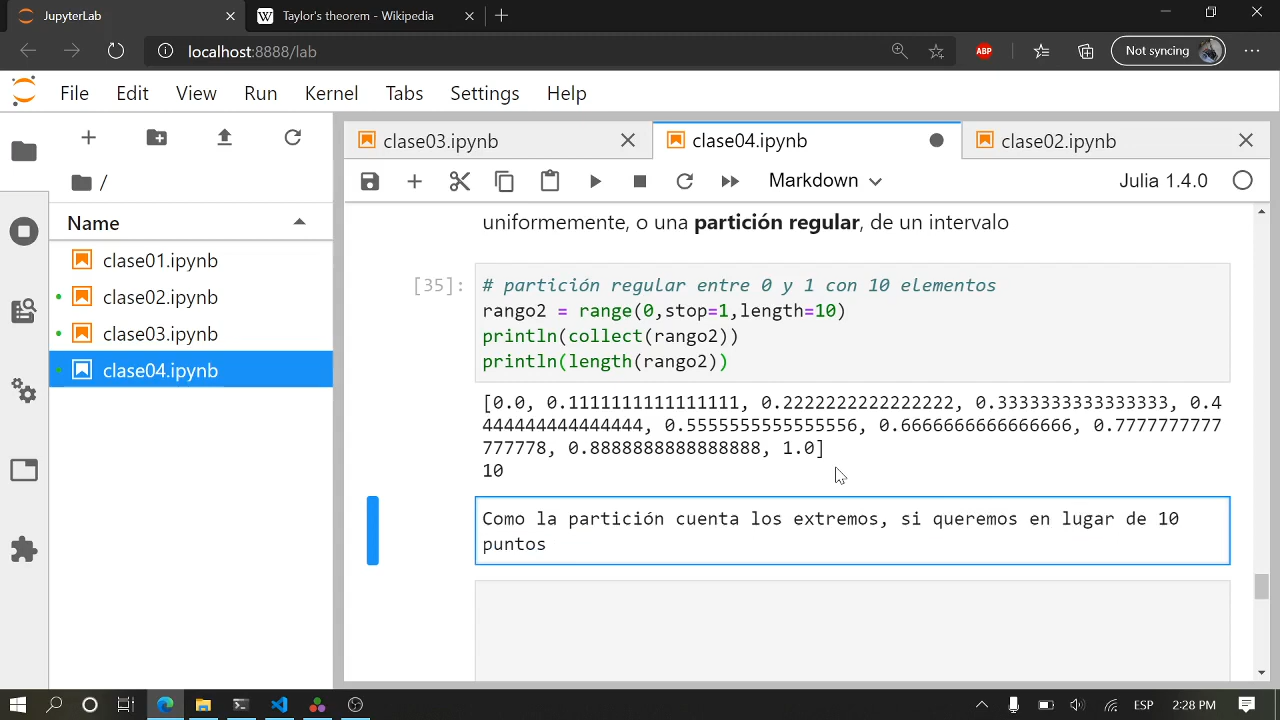 JupyterLab
Taylor's theorem - Wikipedia
localhost:8888/lab
ABP
Not syncing
File Edit View Run Kernel Tabs Settings Help
clase03.ipynb
clase04.ipynb
clase02.ipynb
/
Markdown
Julia 1.4.0
Name
clase01.ipynb
clase02.ipynb
clase03.ipynb
clase04.ipynb
uniformemente, o una partición regular, de un intervalo
[35]:
# partición regular entre 0 y 1 con 10 elementos
rango2 = range(0,stop=1,length=10)
println(collect(rango2))
println(length(rango2))
[0.0, 0.1111111111111111, 0.2222222222222222, 0.3333333333333333, 0.4
444444444444444, 0.5555555555555556, 0.6666666666666666, 0.7777777777
777778, 0.8888888888888888, 1.0]
10
Como la partición cuenta los extremos, si queremos en lugar de 10
puntos
ESP
2:28 PM